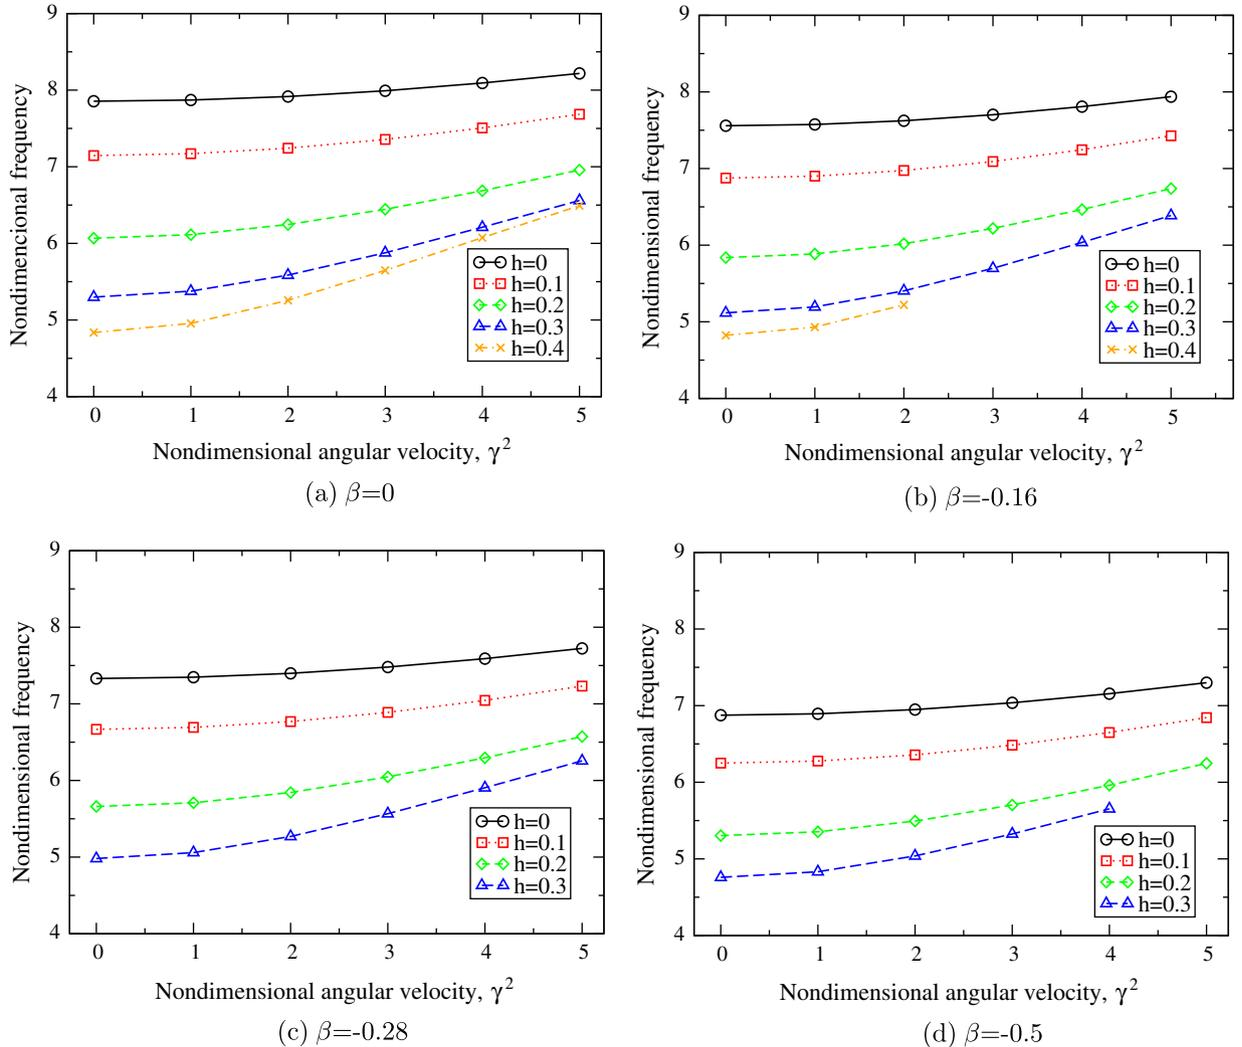 9
8
7
6
5
4
Nondimencional frequency
h=0
h=0.1
h=0.2
h=0.3
h=0.4
0 1 2 3 4 5
Nondimensional angular velocity, γ²
(a) β=0
9
8
7
6
5
4
Nondimensional frequency
h=0
h=0.1
h=0.2
h=0.3
h=0.4
0 1 2 3 4 5
Nondimensional angular velocity, γ²
(b) β=-0.16
9
8
7
6
5
4
Nondimensional frequency
h=0
h=0.1
h=0.2
h=0.3
0 1 2 3 4 5
Nondimensional angular velocity, γ²
(c) β=-0.28
9
8
7
6
5
4
Nondimensional frequency
h=0
h=0.1
h=0.2
h=0.3
0 1 2 3 4 5
Nondimensional angular velocity, γ²
(d) β=-0.5